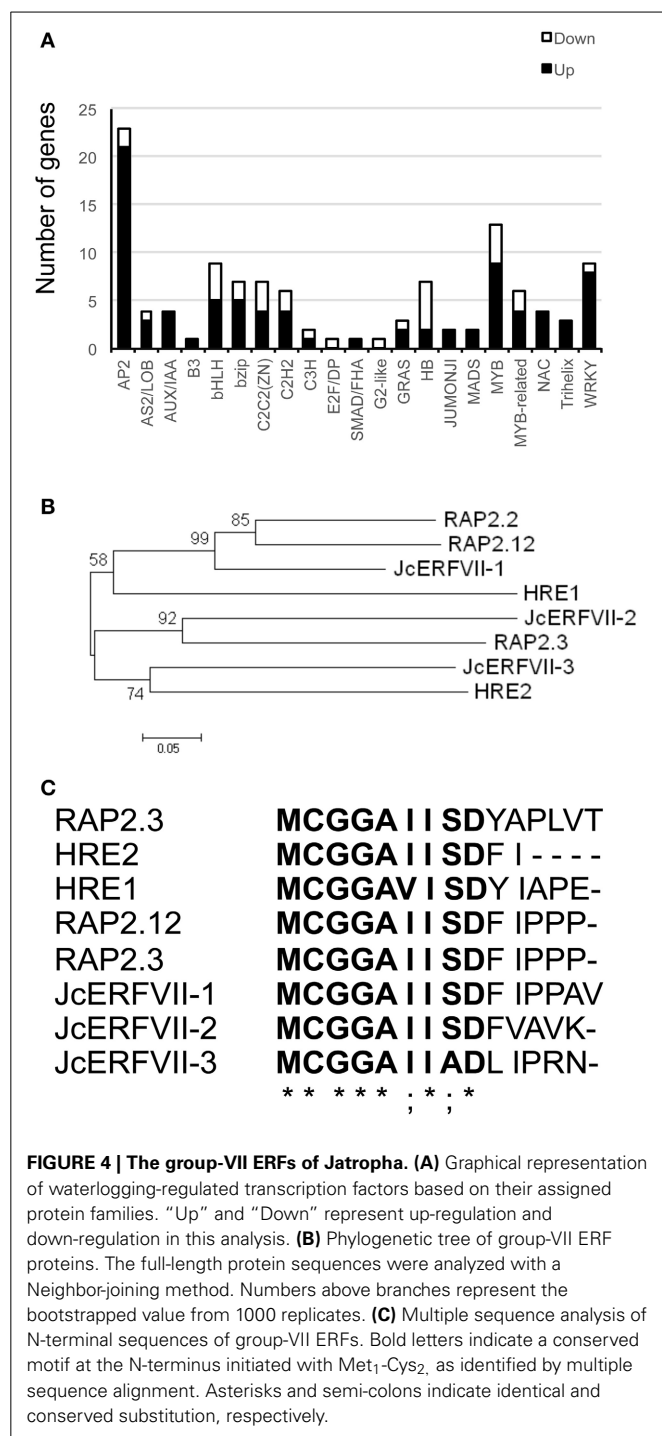 A
Down
Up
Number of genes
25
20
15
10
5
0
AP2
AS2/LOB
AUX/IAA
B3
bHLH
bzip
C2C2(ZN)
C2H2
C3H
E2F/DP
SMAD/FHA
G2-like
GRAS
HB
JUMONJI
MADS
MYB
MYB-related
NAC
Trihelix
WRKY
B
85
RAP2.2
99
RAP2.12
58
JcERFVII-1
HRE1
92
JcERFVII-2
RAP2.3
JcERFVII-3
74
HRE2
0.05
C
RAP2.3 MCGGAIISDYAPLVT
HRE2 MCGGAIISDFI----
HRE1 MCGGAVISDYIAPE-
RAP2.12 MCGGAIISDFIPPP-
RAP2.3 MCGGAIISDFIPPP-
JcERFVII-1 MCGGAIISDFIPPAV
JcERFVII-2 MCGGAIISDFVAVK-
JcERFVII-3 MCGGAIIADLIPRN-
* * * * * ; * ; *
FIGURE 4 | The group-VII ERFs of Jatropha. (A) Graphical representation
of waterlogging-regulated transcription factors based on their assigned
protein families. “Up” and “Down” represent up-regulation and
down-regulation in this analysis. (B) Phylogenetic tree of group-VII ERF
proteins. The full-length protein sequences were analyzed with a
Neighbor-joining method. Numbers above branches represent the
bootstrapped value from 1000 replicates. (C) Multiple sequence analysis of
N-terminal sequences of group-VII ERFs. Bold letters indicate a conserved
motif at the N-terminus initiated with Met1-Cys2, as identified by multiple
sequence alignment. Asterisks and semi-colons indicate identical and
conserved substitution, respectively.